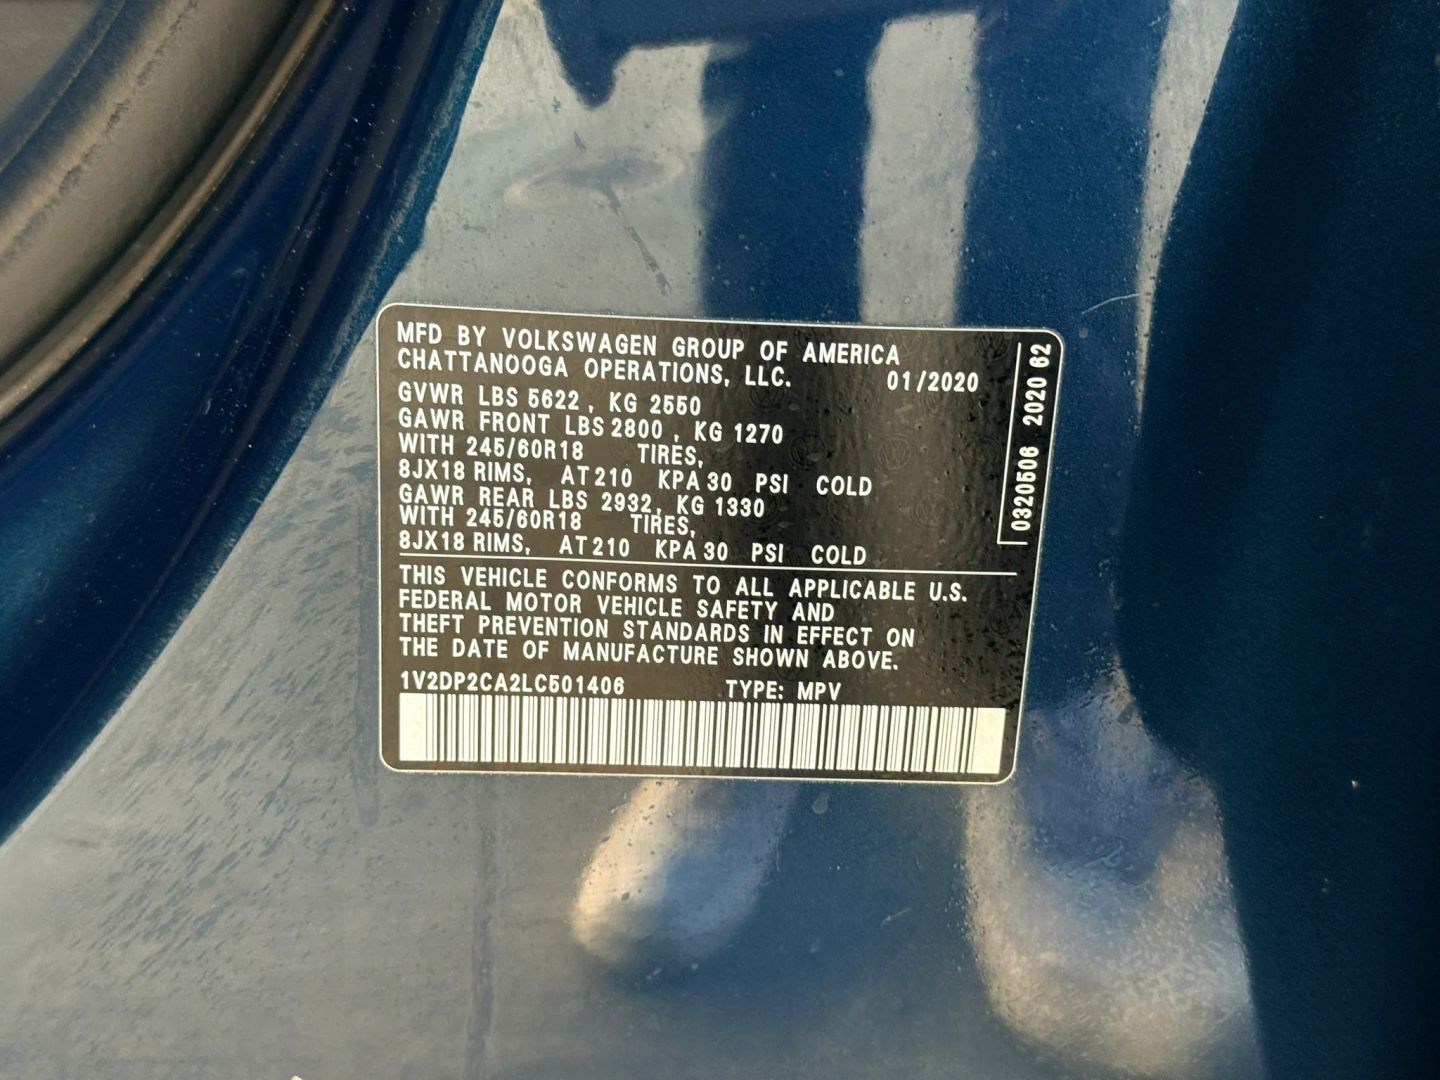 MFD BY VOLKSWAGEN GROUP OF AMERICA
CHATTANOOGA OPERATIONS, LLC. 01/2020
GVWR LBS 5622, KG 2550
GAWR FRONT LBS 2800, KG 1270
WITH 245/60R18 TIRES,
8JX18 RIMS, AT 210 KPA 30 PSI COLD
GAWR REAR LBS 2932, KG 1330
WITH 245/60R18 TIRES,
8JX18 RIMS, AT 210 KPA 30 PSI COLD
THIS VEHICLE CONFORMS TO ALL APPLICABLE U.S.
FEDERAL MOTOR VEHICLE SAFETY AND
THEFT PREVENTION STANDARDS IN EFFECT ON
THE DATE OF MANUFACTURE SHOWN ABOVE.
1V2DP2CA2LC501406 TYPE: MPV
0320506 2020 62